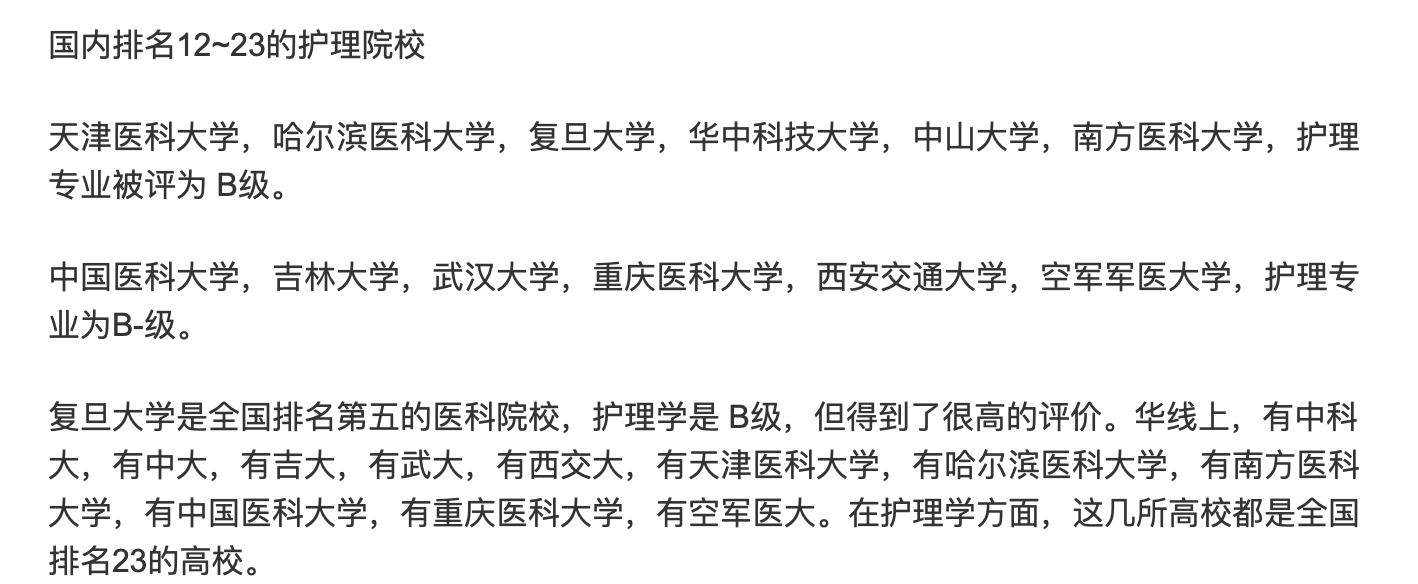 国内排名12~23的护理院校
天津医科大学，哈尔滨医科大学，复旦大学，华中科技大学，中山大学，南方医科大学，护理
专业被评为 B级。
中国医科大学，吉林大学，武汉大学，重庆医科大学，西安交通大学，空军军医大学，护理专
业为B-级。
复旦大学是全国排名第五的医科院校，护理学是 B级，但得到了很高的评价。华线上，有中科
大，有中大，有吉大，有武大，有西交大，有天津医科大学，有哈尔滨医科大学，有南方医科
大学，有中国医科大学，有重庆医科大学，有空军医大。在护理学方面，这几所高校都是全国
排名23的高校。